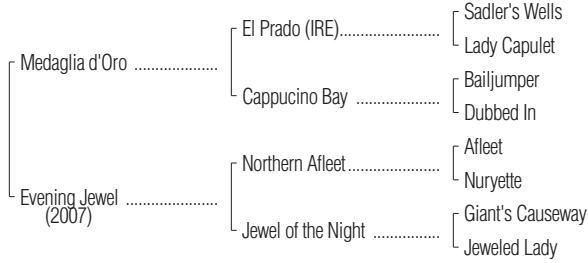 Sadler's Wells
El Prado (IRE)....................
Lady Capulet
Medaglia d'Oro .................
Bailjumper
Cappucino Bay .................
Dubbed In
Afleet
Northern Afleet...................
Nuryette
Evening Jewel ...................
(2007)
Giant's Causeway
Jewel of the Night .............
Jeweled Lady